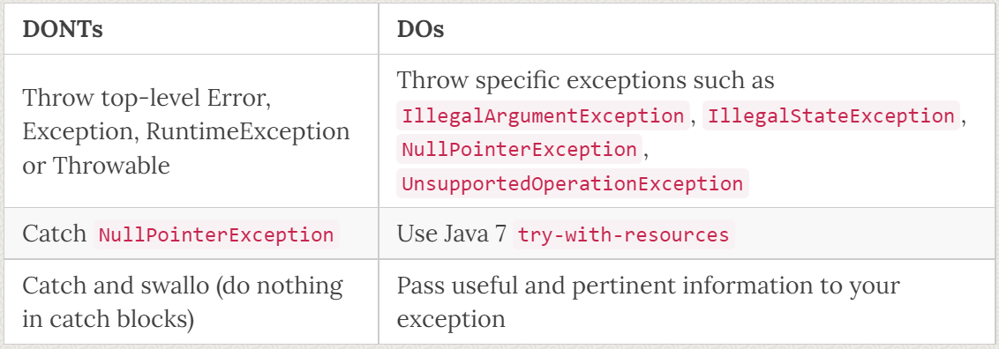 DONTs
DOs
Throw top-level Error,
Exception, RuntimeException
or Throwable
Throw specific exceptions such as
IllegalArgumentException, IllegalStateException,
NullPointerException,
UnsupportedOperationException
Catch NullPointerException
Use Java 7 try-with-resources
Catch and swallo (do nothing
in catch blocks)
Pass useful and pertinent information to your
exception